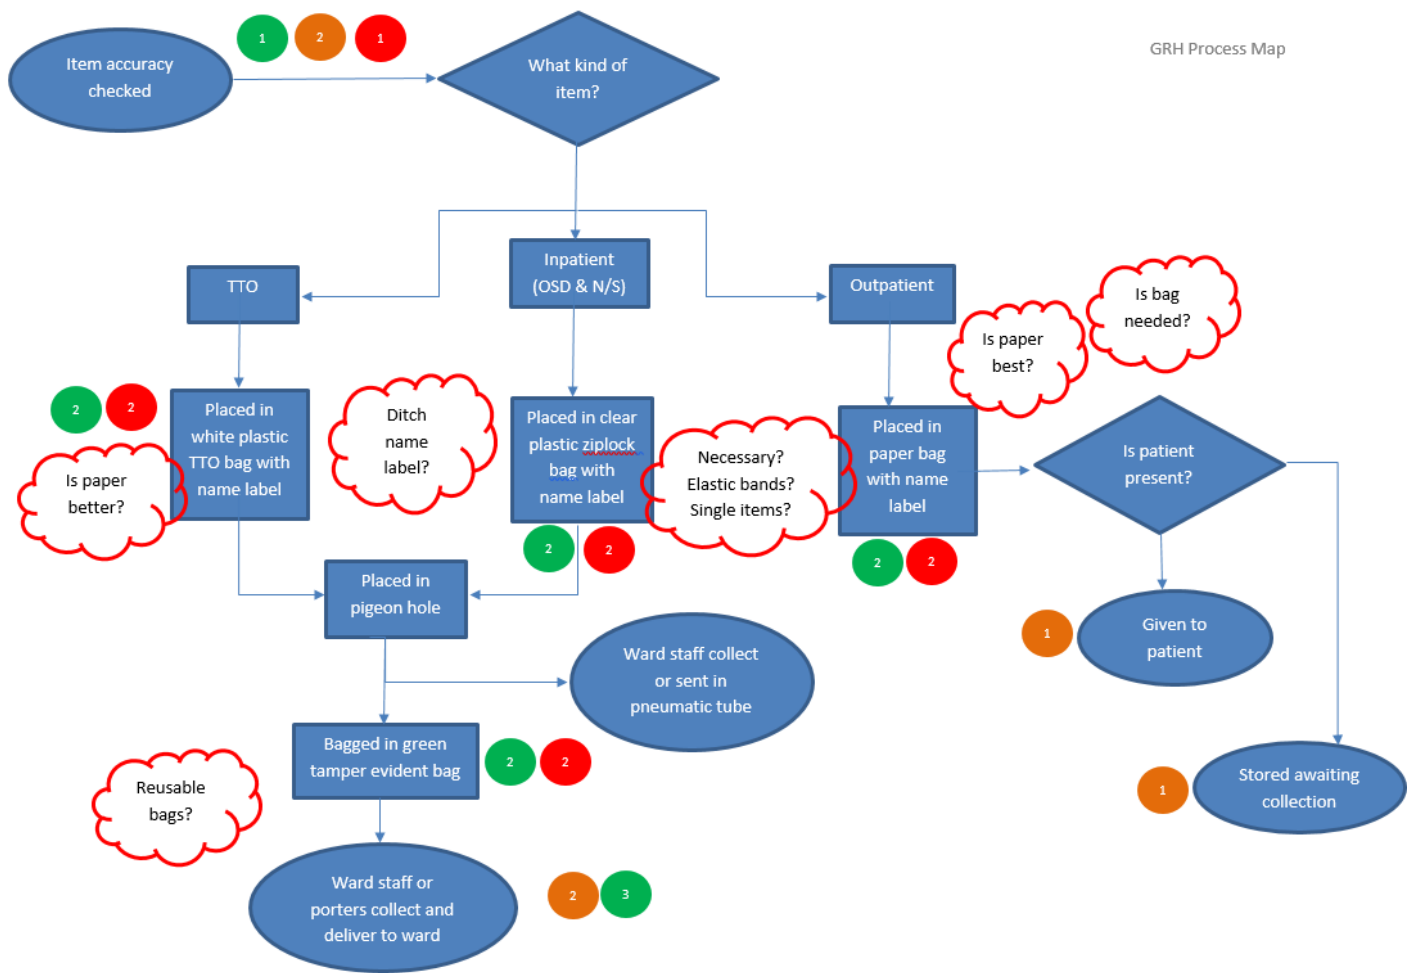 GRH Process Map
Item accuracy
checked
1
2
1
What kind of
item?
TTO
Inpatient
(OSD & N/S)
Outpatient
Is bag
needed?
Is paper
best?
2
2
Is paper
better?
Placed in
white plastic
TTO bag with
name label
Ditch
name
label?
Placed in clear
plastic ziplock
bag with
name label
2
2
Necessary?
Elastic bands?
Single items?
Placed in
paper bag
with name
label
2
2
Is patient
present?
Placed in
pigeon hole
1
Given to
patient
Ward staff collect
or sent in
pneumatic tube
Bagged in green
tamper evident bag
2
2
Reusable
bags?
1
Stored awaiting
collection
Ward staff or
porters collect and
deliver to ward
2
3